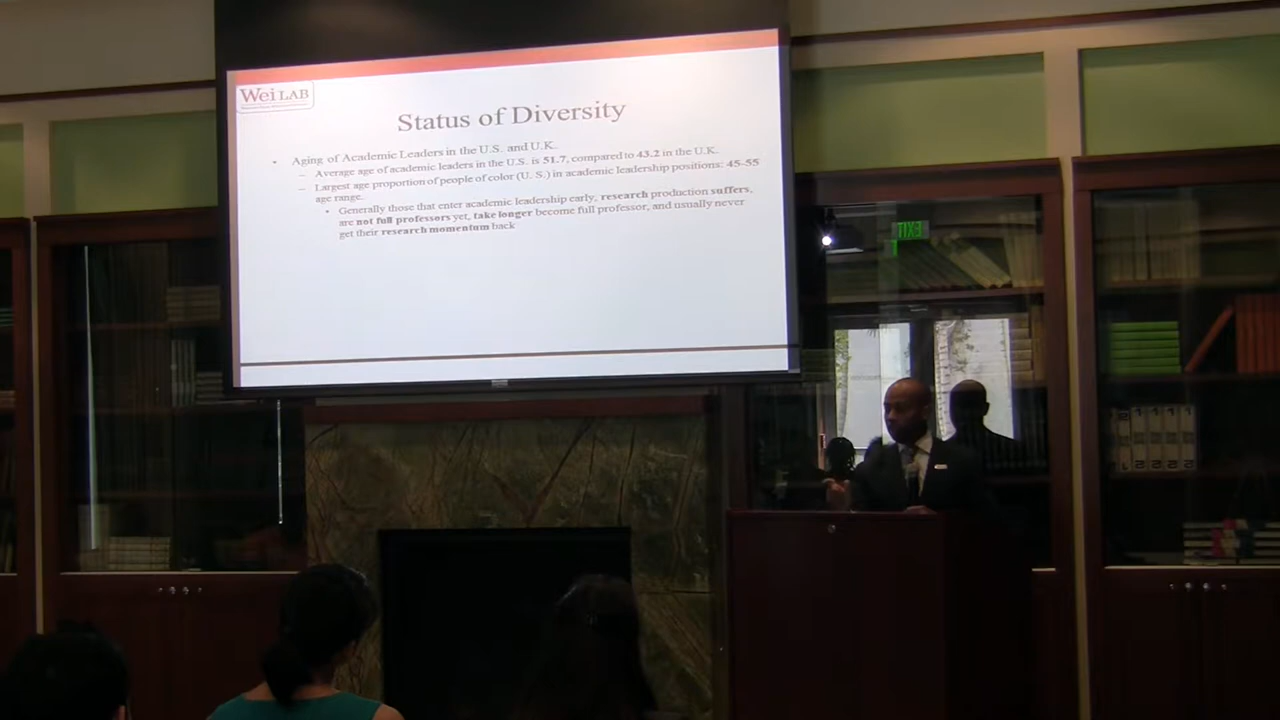 Wei LAB
Status of Diversity
• Aging of Academic Leaders in the U.S. and U.K.
– Average age of academic leaders in the U.S. is 51.7, compared to 43.2 in the U.K.
– Largest age proportion of people of color (U. S.) in academic leadership positions: 45-55
age range.
• Generally those that enter academic leadership early, research production suffers,
are not full professors yet, take longer become full professor, and usually never
get their research momentum back
EXIT